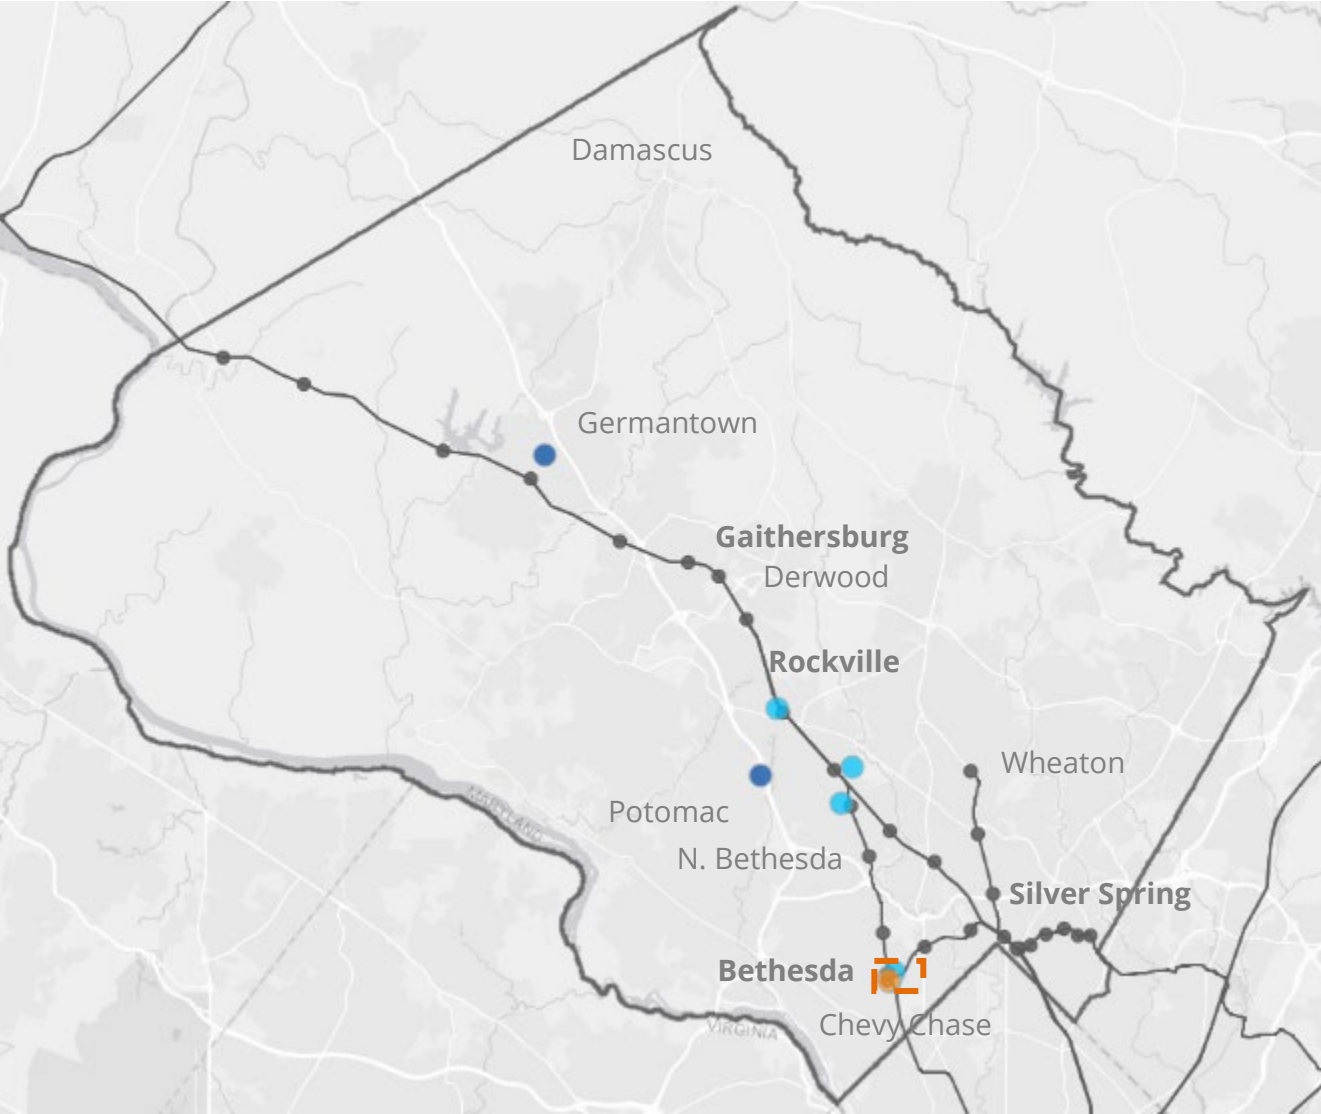 Damascus
Germantown
Gaithersburg
Derwood
Rockville
Wheaton
MARYLAND
Potomac
N. Bethesda
Silver Spring
Bethesda
Chevy Chase
VIRGINIA